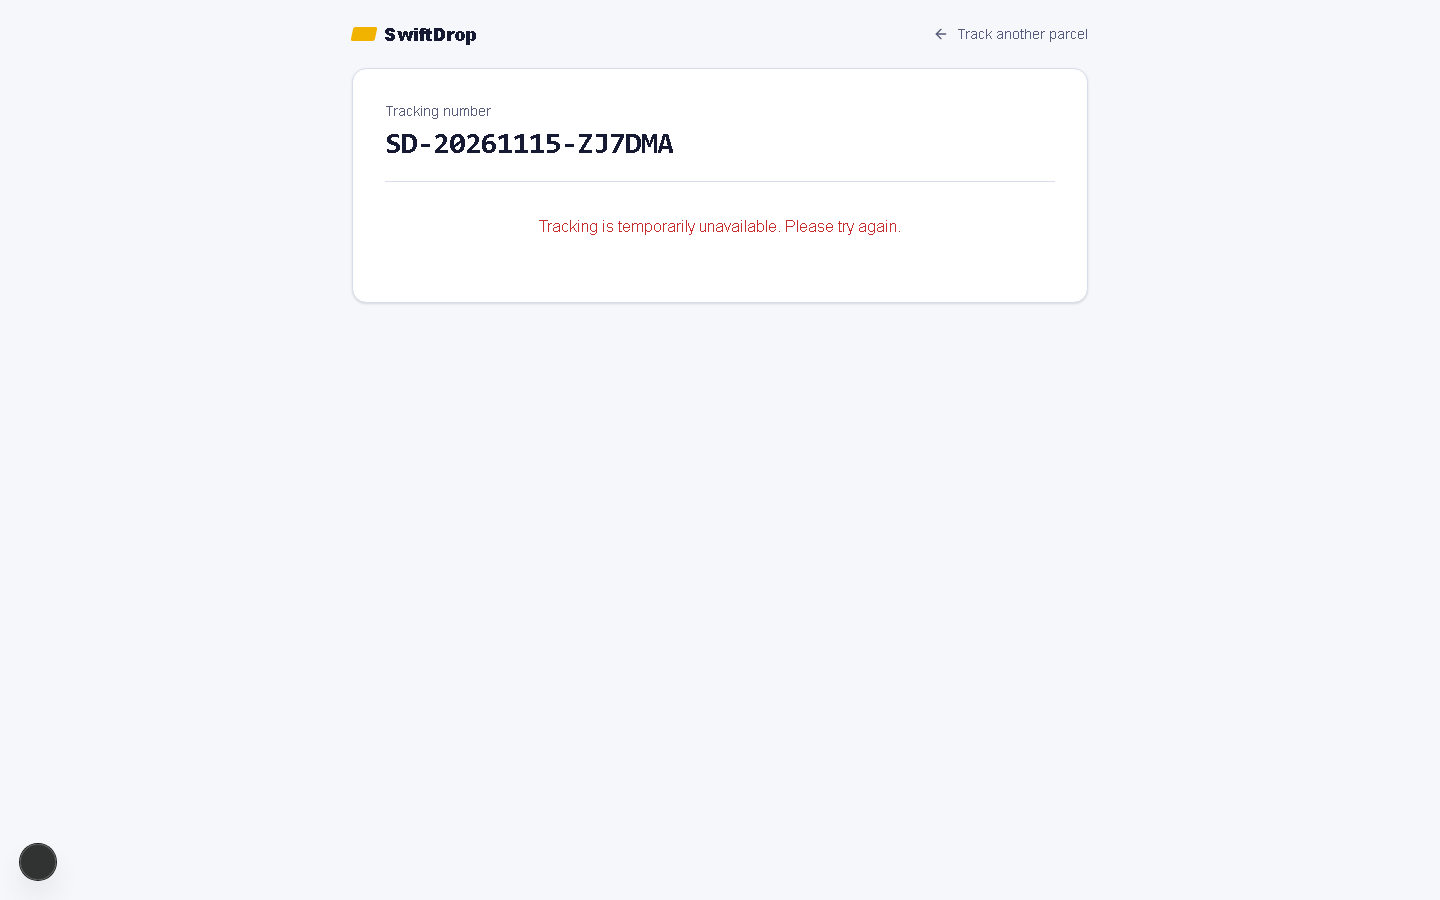 SwiftDrop
Track another parcel
Tracking number
SD-20261115-ZJ7DMA
Tracking is temporarily unavailable. Please try again.